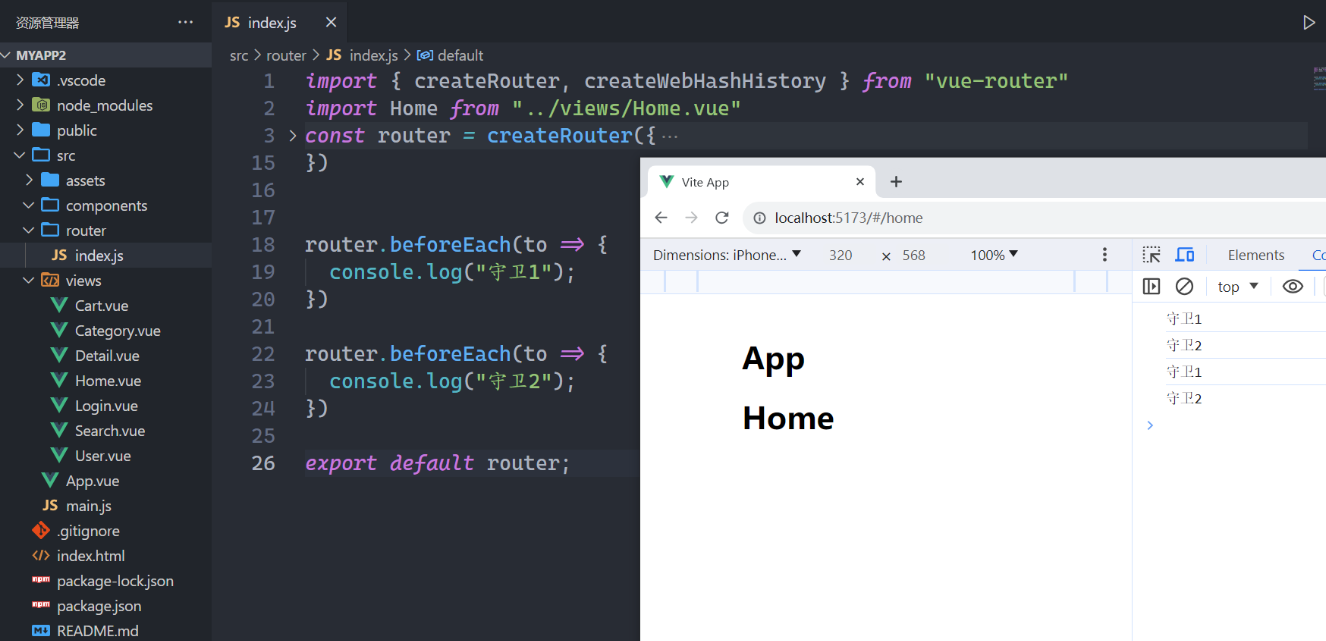 资源管理器 ···
MYAPP2
.vscode
node_modules
public
src
assets
components
router
JS index.js
views
Cart.vue
Category.vue
Detail.vue
Home.vue
Login.vue
Search.vue
User.vue
App.vue
JS main.js
.gitignore
index.html
npm package-lock.json
npm package.json
README.md
JS index.js ×
src > router > JS index.js > default
1 import { createRouter, createWebHashHistory } from "vue-router"
2 import Home from "../views/Home.vue"
3 const router = createRouter({ ···
15 })
16
17
18 router.beforeEach(to => {
19 console.log("守卫1");
20 })
21
22 router.beforeEach(to => {
23 console.log("守卫2");
24 })
25
26 export default router;
Vite App × +
localhost:5173/#/home
Dimensions: iPhone... ▼ 320 × 568 100% ▼
App
Home
Elements Co
top ▼
守卫1
守卫2
守卫1
守卫2
>